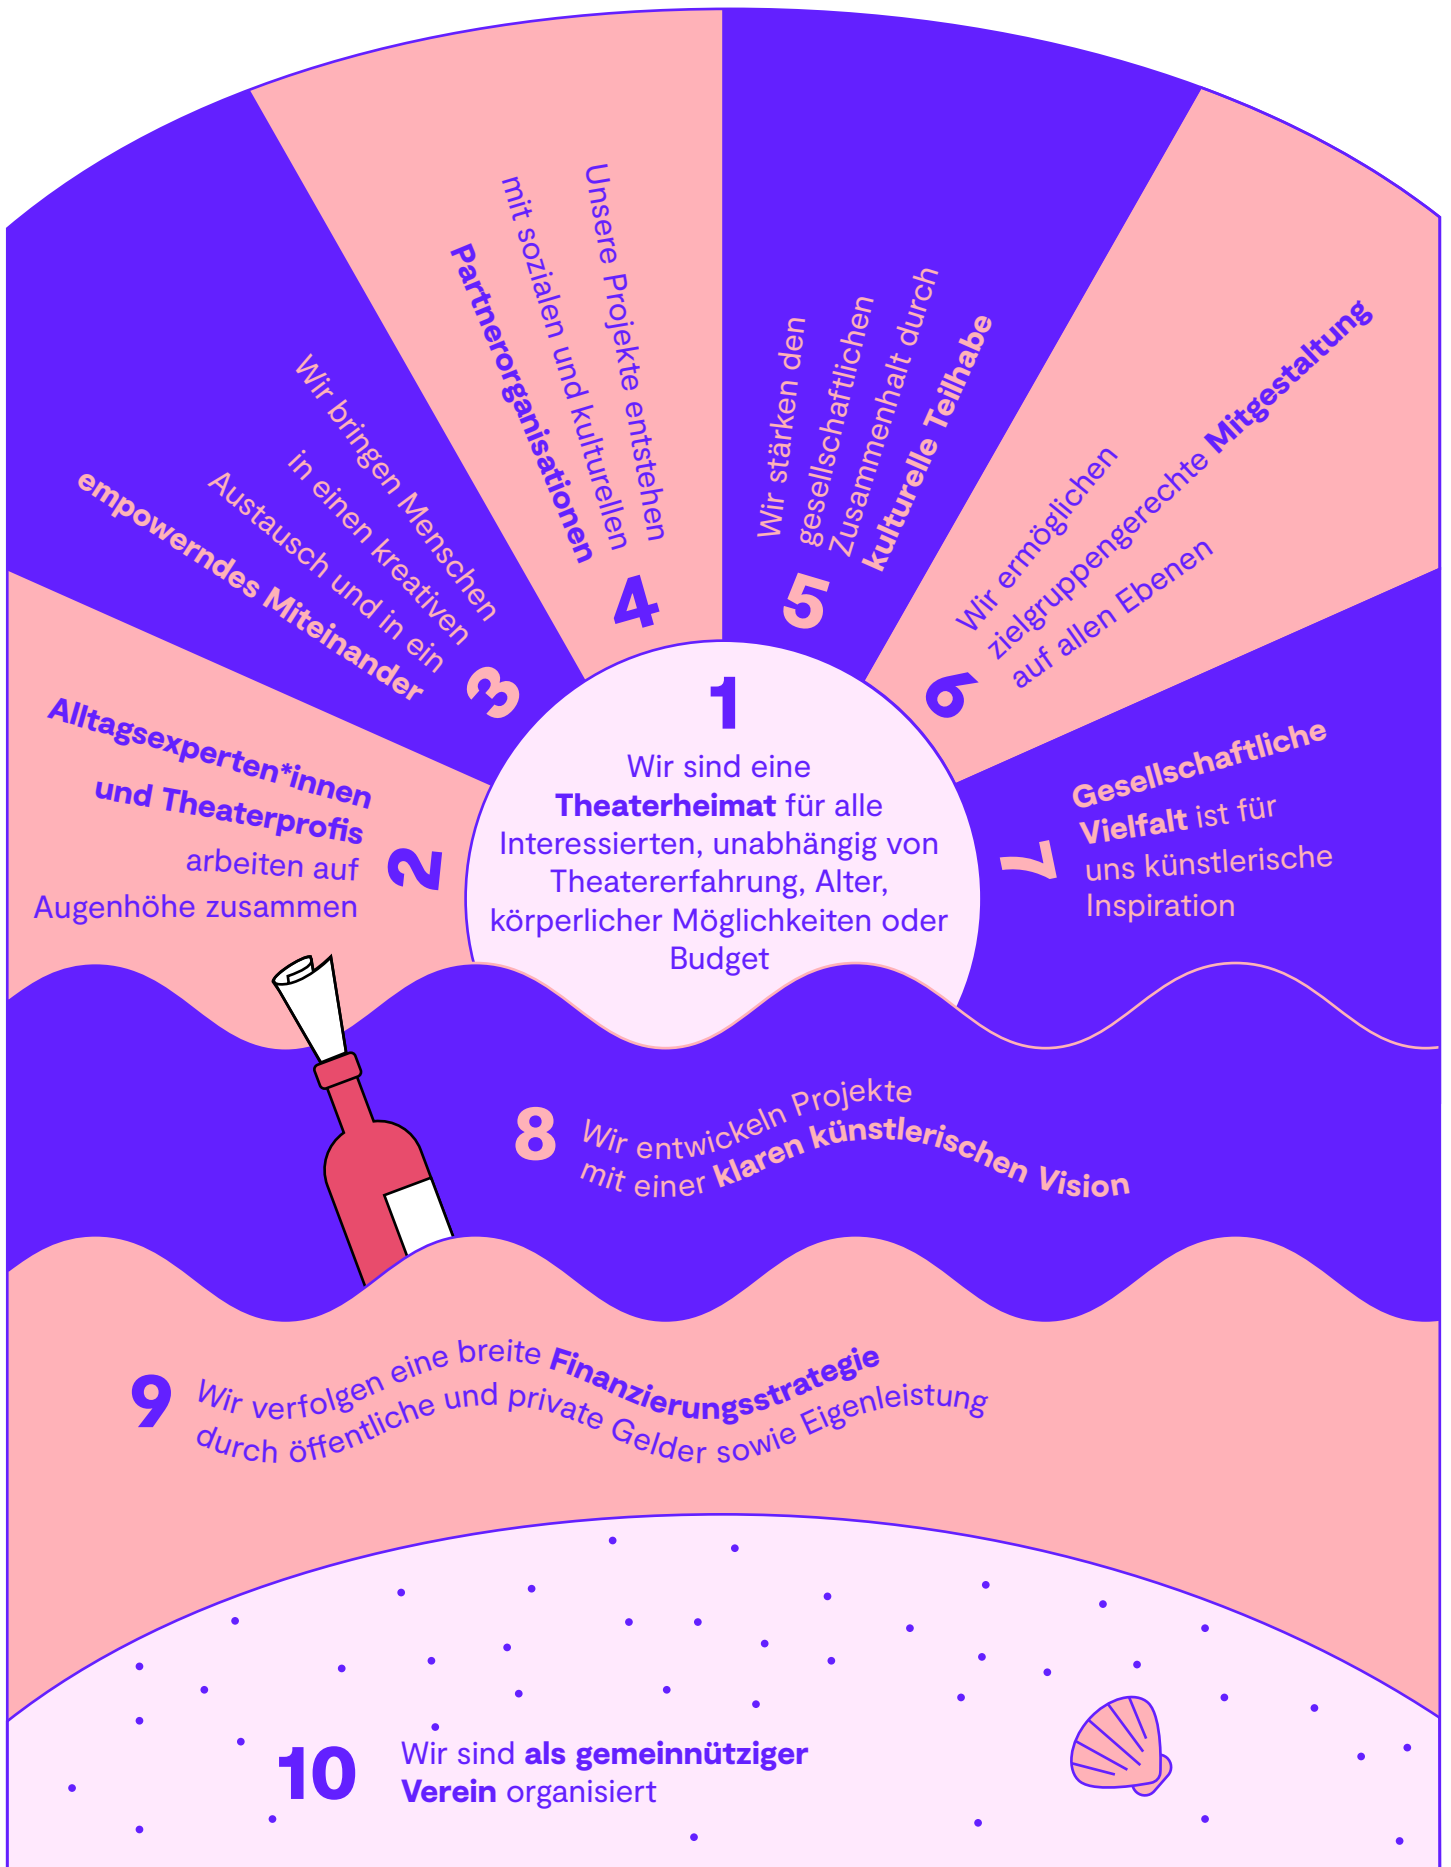 1
Wir sind eine
Theaterheimat für alle
Interessierten, unabhängig von
Theatererfahrung, Alter,
körperlicher Möglichkeiten oder
Budget
2
Alltagsexperten*innen
und Theaterprofis
arbeiten auf
Augenhöhe zusammen
3
Wir bringen Menschen
in einen kreativen
Austausch und in ein
empowerndes Miteinander
4
Unsere Projekte entstehen
mit sozialen und kulturellen
Partnerorganisationen
5
Wir stärken den
gesellschaftlichen
Zusammenhalt durch
kulturelle Teilhabe
6
Wir ermöglichen
zielgruppengerechte Mitgestaltung
auf allen Ebenen
7
Gesellschaftliche
Vielfalt ist für
uns künstlerische
Inspiration
8
Wir entwickeln Projekte
mit einer klaren künstlerischen Vision
9
Wir verfolgen eine breite Finanzierungsstrategie
durch öffentliche und private Gelder sowie Eigenleistung
10
Wir sind als gemeinnütziger
Verein organisiert